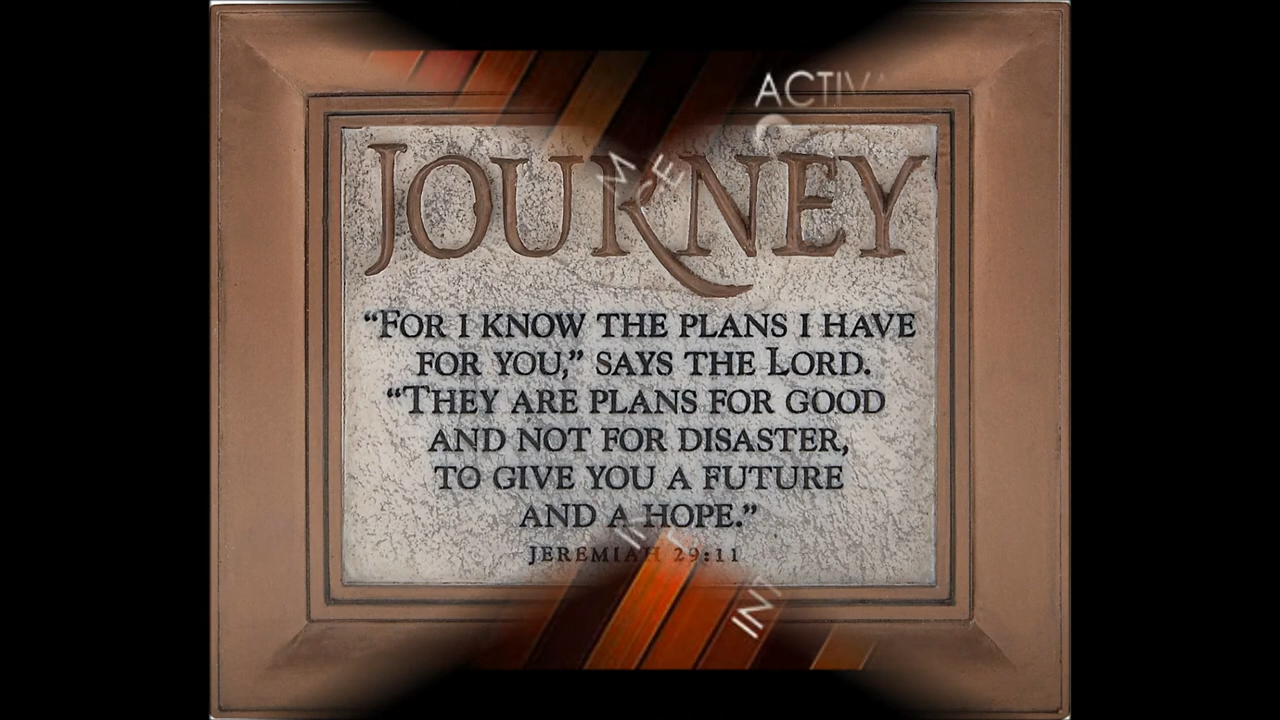 JOURNEY
“FOR I KNOW THE PLANS I HAVE
FOR YOU,” SAYS THE LORD.
“THEY ARE PLANS FOR GOOD
AND NOT FOR DISASTER,
TO GIVE YOU A FUTURE
AND A HOPE.”
JEREMIAH 29:11